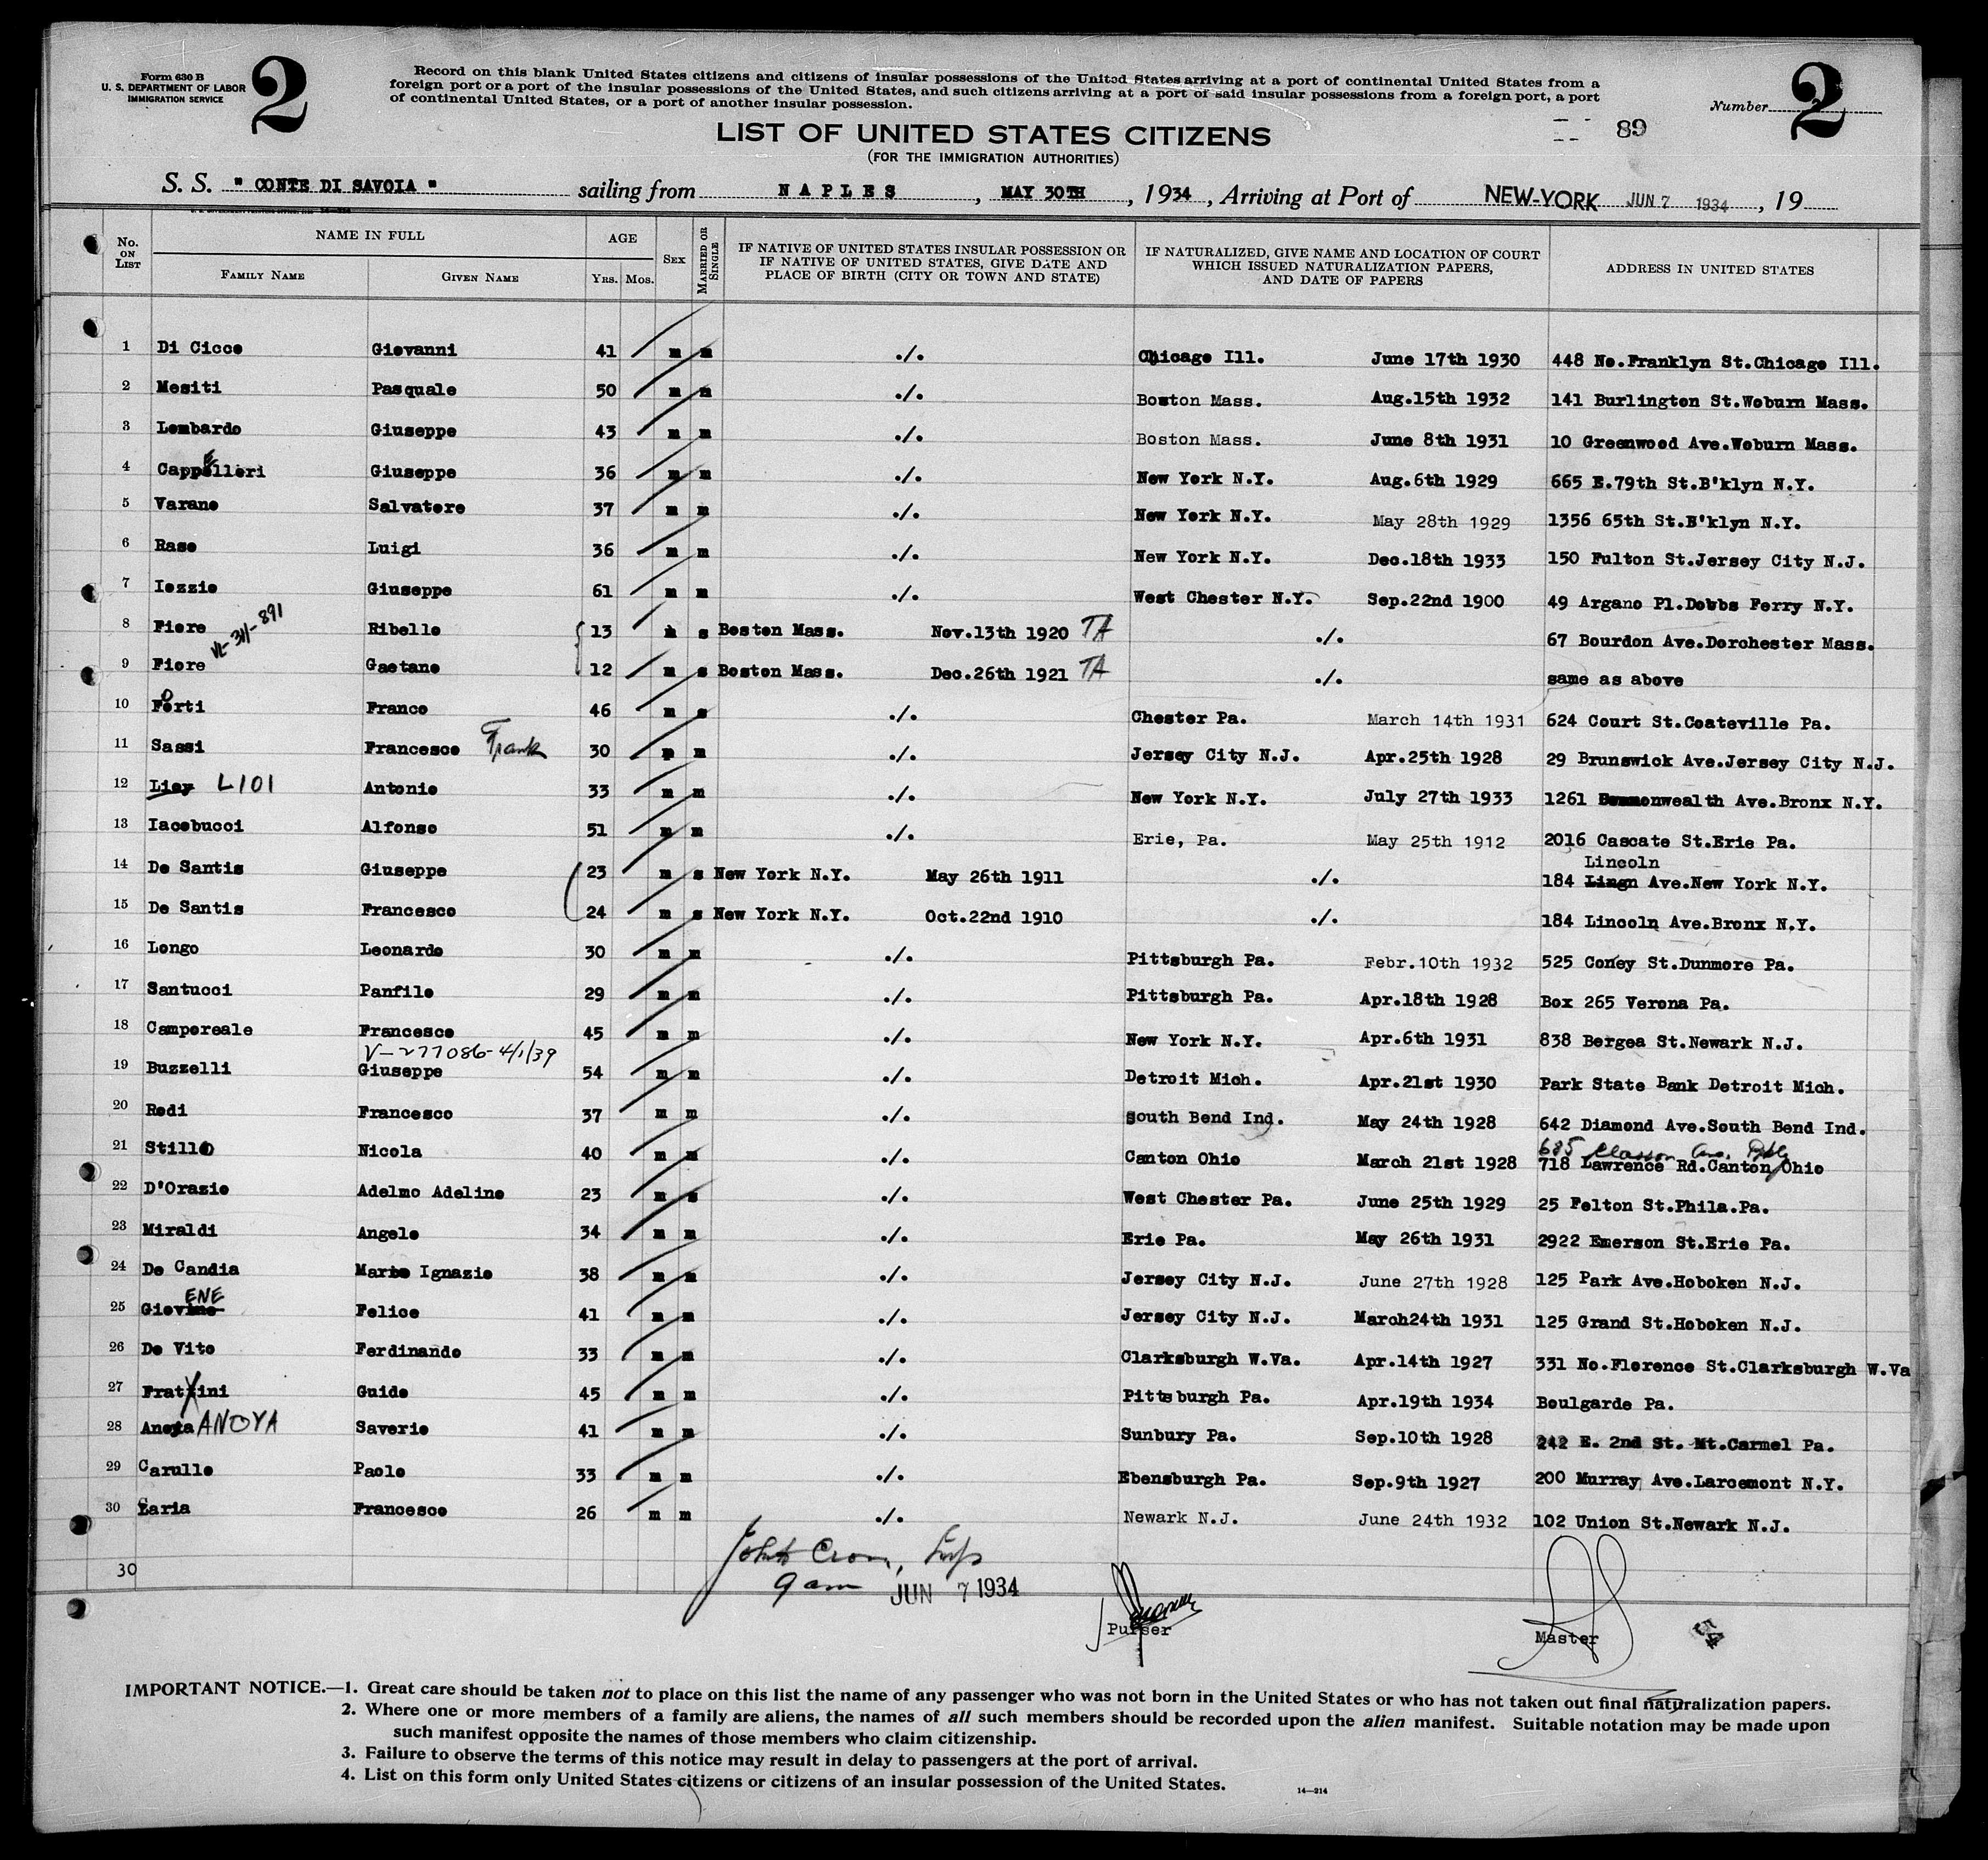 Form 630 B
U. S. DEPARTMENT OF LABOR
IMMIGRATION SERVICE
2
Record on this blank United States citizens and citizens of insular possessions of the United States arriving at a port of continental United States from a
foreign port or a port of the insular possessions of the United States, and such citizens arriving at a port of said insular possessions from a foreign port, a port
of continental United States, or a port of another insular possession.
Number 2
LIST OF UNITED STATES CITIZENS
89
(FOR THE IMMIGRATION AUTHORITIES)
S. S. " CONTE DI SAVOIA " sailing from NAPLES, MAY 30TH, 1934, Arriving at Port of NEW-YORK JUN 7 1934, 19
No. ON LIST NAME IN FULL FAMILY NAME GIVEN NAME AGE YRS. MOS. SEX MARRIED OR SINGLE IF NATIVE OF UNITED STATES INSULAR POSSESSION OR IF NATIVE OF UNITED STATES, GIVE DATE AND PLACE OF BIRTH (CITY OR TOWN AND STATE) IF NATURALIZED, GIVE NAME AND LOCATION OF COURT WHICH ISSUED NATURALIZATION PAPERS, AND DATE OF PAPERS ADDRESS IN UNITED STATES
1 Di Cicco Giovanni 41 m m ./. Chicago Ill. June 17th 1930 448 No.Franklyn St.Chicago Ill.
2 Mesiti Pasquale 50 m m ./. Boston Mass. Aug.15th 1932 141 Burlington St.Woburn Mass.
3 Lombardo Giuseppe 43 m m ./. Boston Mass. June 8th 1931 10 Greenwood Ave.Woburn Mass.
4 Cappelleri E Giuseppe 36 m m ./. New York N.Y. Aug.6th 1929 665 E.79th St.B'klyn N.Y.
5 Varano Salvatore 37 m m ./. New York N.Y. May 28th 1929 1356 65th St.B'klyn N.Y.
6 Raso Luigi 36 m m ./. New York N.Y. Dec.18th 1933 150 Fulton St.Jersey City N.J.
7 Iezzie Giuseppe 61 m m ./. West Chester N.Y. Sep.22nd 1900 49 Argano Pl.Dobbs Ferry N.Y.
8 Fiore Ribello 13 m s Boston Mass. Nov.13th 1920 TA ./. 67 Bourdon Ave.Dorchester Mass.
9 Fiore Gaetano 12 m s Boston Mass. Dec.26th 1921 TA ./. same as above
10 Forti Franco 46 m s ./. Chester Pa. March 14th 1931 624 Court St.Coateville Pa.
11 Sassi Francesco Frank 30 m m ./. Jersey City N.J. Apr.25th 1928 29 Brunswick Ave.Jersey City N.J.
12 Lioy LIOI Antonio 33 m m ./. New York N.Y. July 27th 1933 1261 Commonwealth Ave.Bronx N.Y.
13 Iacobucci Alfonso 51 m m ./. Erie, Pa. May 25th 1912 2016 Cascate St.Erie Pa.
Lincoln
14 De Santis Giuseppe 23 m s New York N.Y. May 26th 1911 ./. 184 Lingn Ave.New York N.Y.
15 De Santis Francesco 24 m s New York N.Y. Oct.22nd 1910 ./. 184 Lincoln Ave.Bronx N.Y.
16 Longo Leonardo 30 m m ./. Pittsburgh Pa. Febr.10th 1932 525 Coney St.Dunmore Pa.
17 Santucci Panfilo 29 m m ./. Pittsburgh Pa. Apr.18th 1928 Box 265 Verona Pa.
18 Campereale Francesco 45 m m ./. New York N.Y. Apr.6th 1931 838 Bergea St.Newark N.J.
V-277086-4/1/39
19 Buzzelli Giuseppe 54 m m ./. Detroit Mich. Apr.21st 1930 Park State Bank Detroit Mich.
20 Redi Francesco 37 m m ./. South Bend Ind. May 24th 1928 642 Diamond Ave.South Bend Ind.
685 Classon Ave.
21 Stillo Nicola 40 m m ./. Canton Ohio March 21st 1928 718 Lawrence Rd.Canton Ohio
22 D'Orazio Adelmo Adelino 23 m s ./. West Chester Pa. June 25th 1929 25 Felton St.Phila.Pa.
23 Miraldi Angelo 34 m m ./. Erie Pa. May 26th 1931 2922 Emerson St.Erie Pa.
24 De Candia Mario Ignazio 38 m m ./. Jersey City N.J. June 27th 1928 125 Park Ave.Hoboken N.J.
ENE
25 Giovine Felice 41 m m ./. Jersey City N.J. March24th 1931 125 Grand St.Hoboken N.J.
26 De Vito Ferdinando 33 m m ./. Clarksburgh W.Va. Apr.14th 1927 331 No.Florence St.Clarksburgh W.Va
27 Frattini Guido 45 m m ./. Pittsburgh Pa. Apr.19th 1934 Boulgarde Pa.
28 ANOYA Saverio 41 m m ./. Sunbury Pa. Sep.10th 1928 242 E. 2nd St. Mt.Carmel Pa.
29 Carullo Paolo 33 m m ./. Ebensburgh Pa. Sep.9th 1927 200 Murray Ave.Larcemont N.Y.
30 Zaria Francesco 26 m m ./. Newark N.J. June 24th 1932 102 Union St.Newark N.J.
30
John Crom, Insp
9 am JUN 7 1934
Purser
Master
54
IMPORTANT NOTICE.—1. Great care should be taken not to place on this list the name of any passenger who was not born in the United States or who has not taken out final naturalization papers.
2. Where one or more members of a family are aliens, the names of all such members should be recorded upon the alien manifest. Suitable notation may be made upon
such manifest opposite the names of those members who claim citizenship.
3. Failure to observe the terms of this notice may result in delay to passengers at the port of arrival.
4. List on this form only United States citizens or citizens of an insular possession of the United States.
14—214